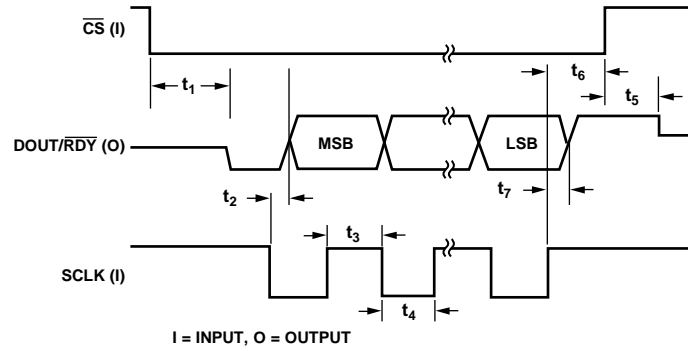 CS (I)
t6
t1
t5
DOUT/RDY (O)
MSB
LSB
t2
t7
t3
SCLK (I)
t4
I = INPUT, O = OUTPUT